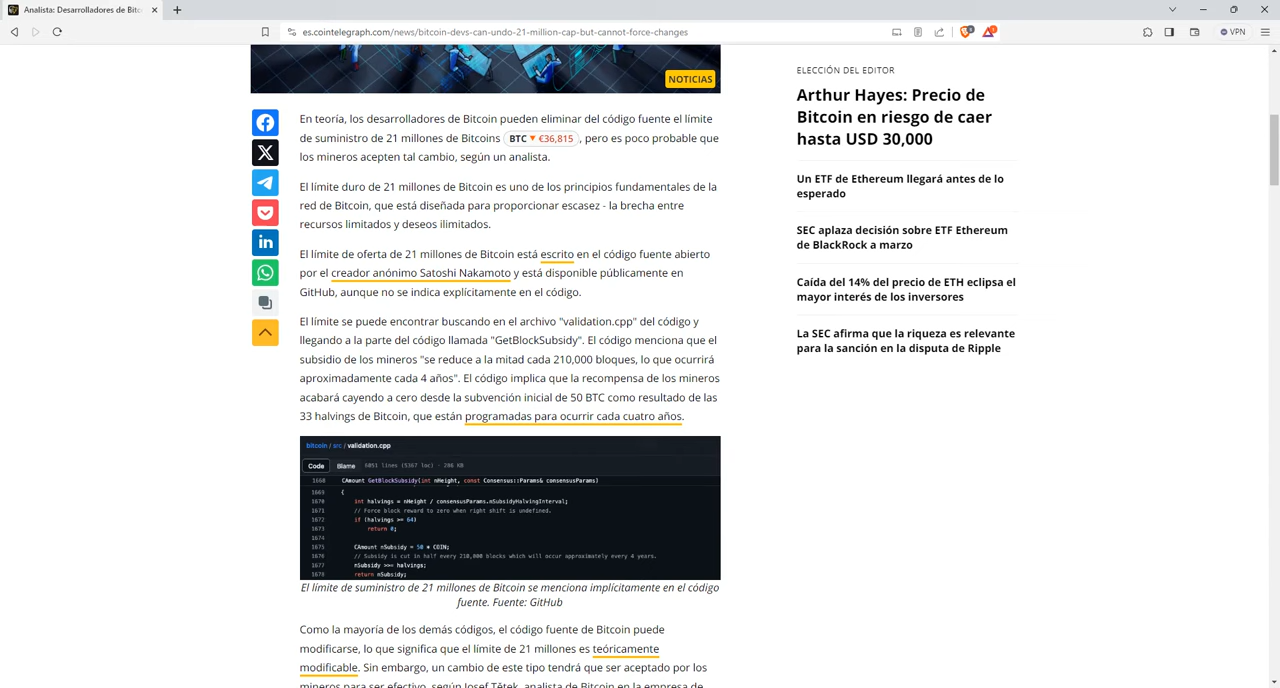 Analista: Desarrolladores de Bitc
es.cointelegraph.com/news/bitcoin-devs-can-undo-21-million-cap-but-cannot-force-changes
VPN
NOTICIAS
En teoría, los desarrolladores de Bitcoin pueden eliminar del código fuente el límite
de suministro de 21 millones de Bitcoins BTC ▼ €36,815, pero es poco probable que
los mineros acepten tal cambio, según un analista.
El límite duro de 21 millones de Bitcoin es uno de los principios fundamentales de la
red de Bitcoin, que está diseñada para proporcionar escasez - la brecha entre
recursos limitados y deseos ilimitados.
El límite de oferta de 21 millones de Bitcoin está escrito en el código fuente abierto
por el creador anónimo Satoshi Nakamoto y está disponible públicamente en
GitHub, aunque no se indica explícitamente en el código.
El límite se puede encontrar buscando en el archivo "validation.cpp" del código y
llegando a la parte del código llamada "GetBlockSubsidy". El código menciona que el
subsidio de los mineros "se reduce a la mitad cada 210,000 bloques, lo que ocurrirá
aproximadamente cada 4 años". El código implica que la recompensa de los mineros
acabará cayendo a cero desde la subvención inicial de 50 BTC como resultado de las
33 halvings de Bitcoin, que están programadas para ocurrir cada cuatro años.
bitcoin / src / validation.cpp
Code Blame 6051 lines (5367 loc) · 286 KB
1668 CAmount GetBlockSubsidy(int nHeight, const Consensus::Params& consensusParams)
1669 {
1670 int halvings = nHeight / consensusParams.nSubsidyHalvingInterval;
1671 // Force block reward to zero when right shift is undefined.
1672 if (halvings >= 64)
1673 return 0;
1674
1675 CAmount nSubsidy = 50 * COIN;
1676 // Subsidy is cut in half every 210,000 blocks which will occur approximately every 4 years.
1677 nSubsidy >>= halvings;
1678 return nSubsidy;
El límite de suministro de 21 millones de Bitcoin se menciona implícitamente en el código
fuente. Fuente: GitHub
Como la mayoría de los demás códigos, el código fuente de Bitcoin puede
modificarse, lo que significa que el límite de 21 millones es teóricamente
modificable. Sin embargo, un cambio de este tipo tendrá que ser aceptado por los
mineros para ser efectivo, según Josef Tětek, analista de Bitcoin en la empresa de
ELECCIÓN DEL EDITOR
Arthur Hayes: Precio de
Bitcoin en riesgo de caer
hasta USD 30,000
Un ETF de Ethereum llegará antes de lo
esperado
SEC aplaza decisión sobre ETF Ethereum
de BlackRock a marzo
Caída del 14% del precio de ETH eclipsa el
mayor interés de los inversores
La SEC afirma que la riqueza es relevante
para la sanción en la disputa de Ripple